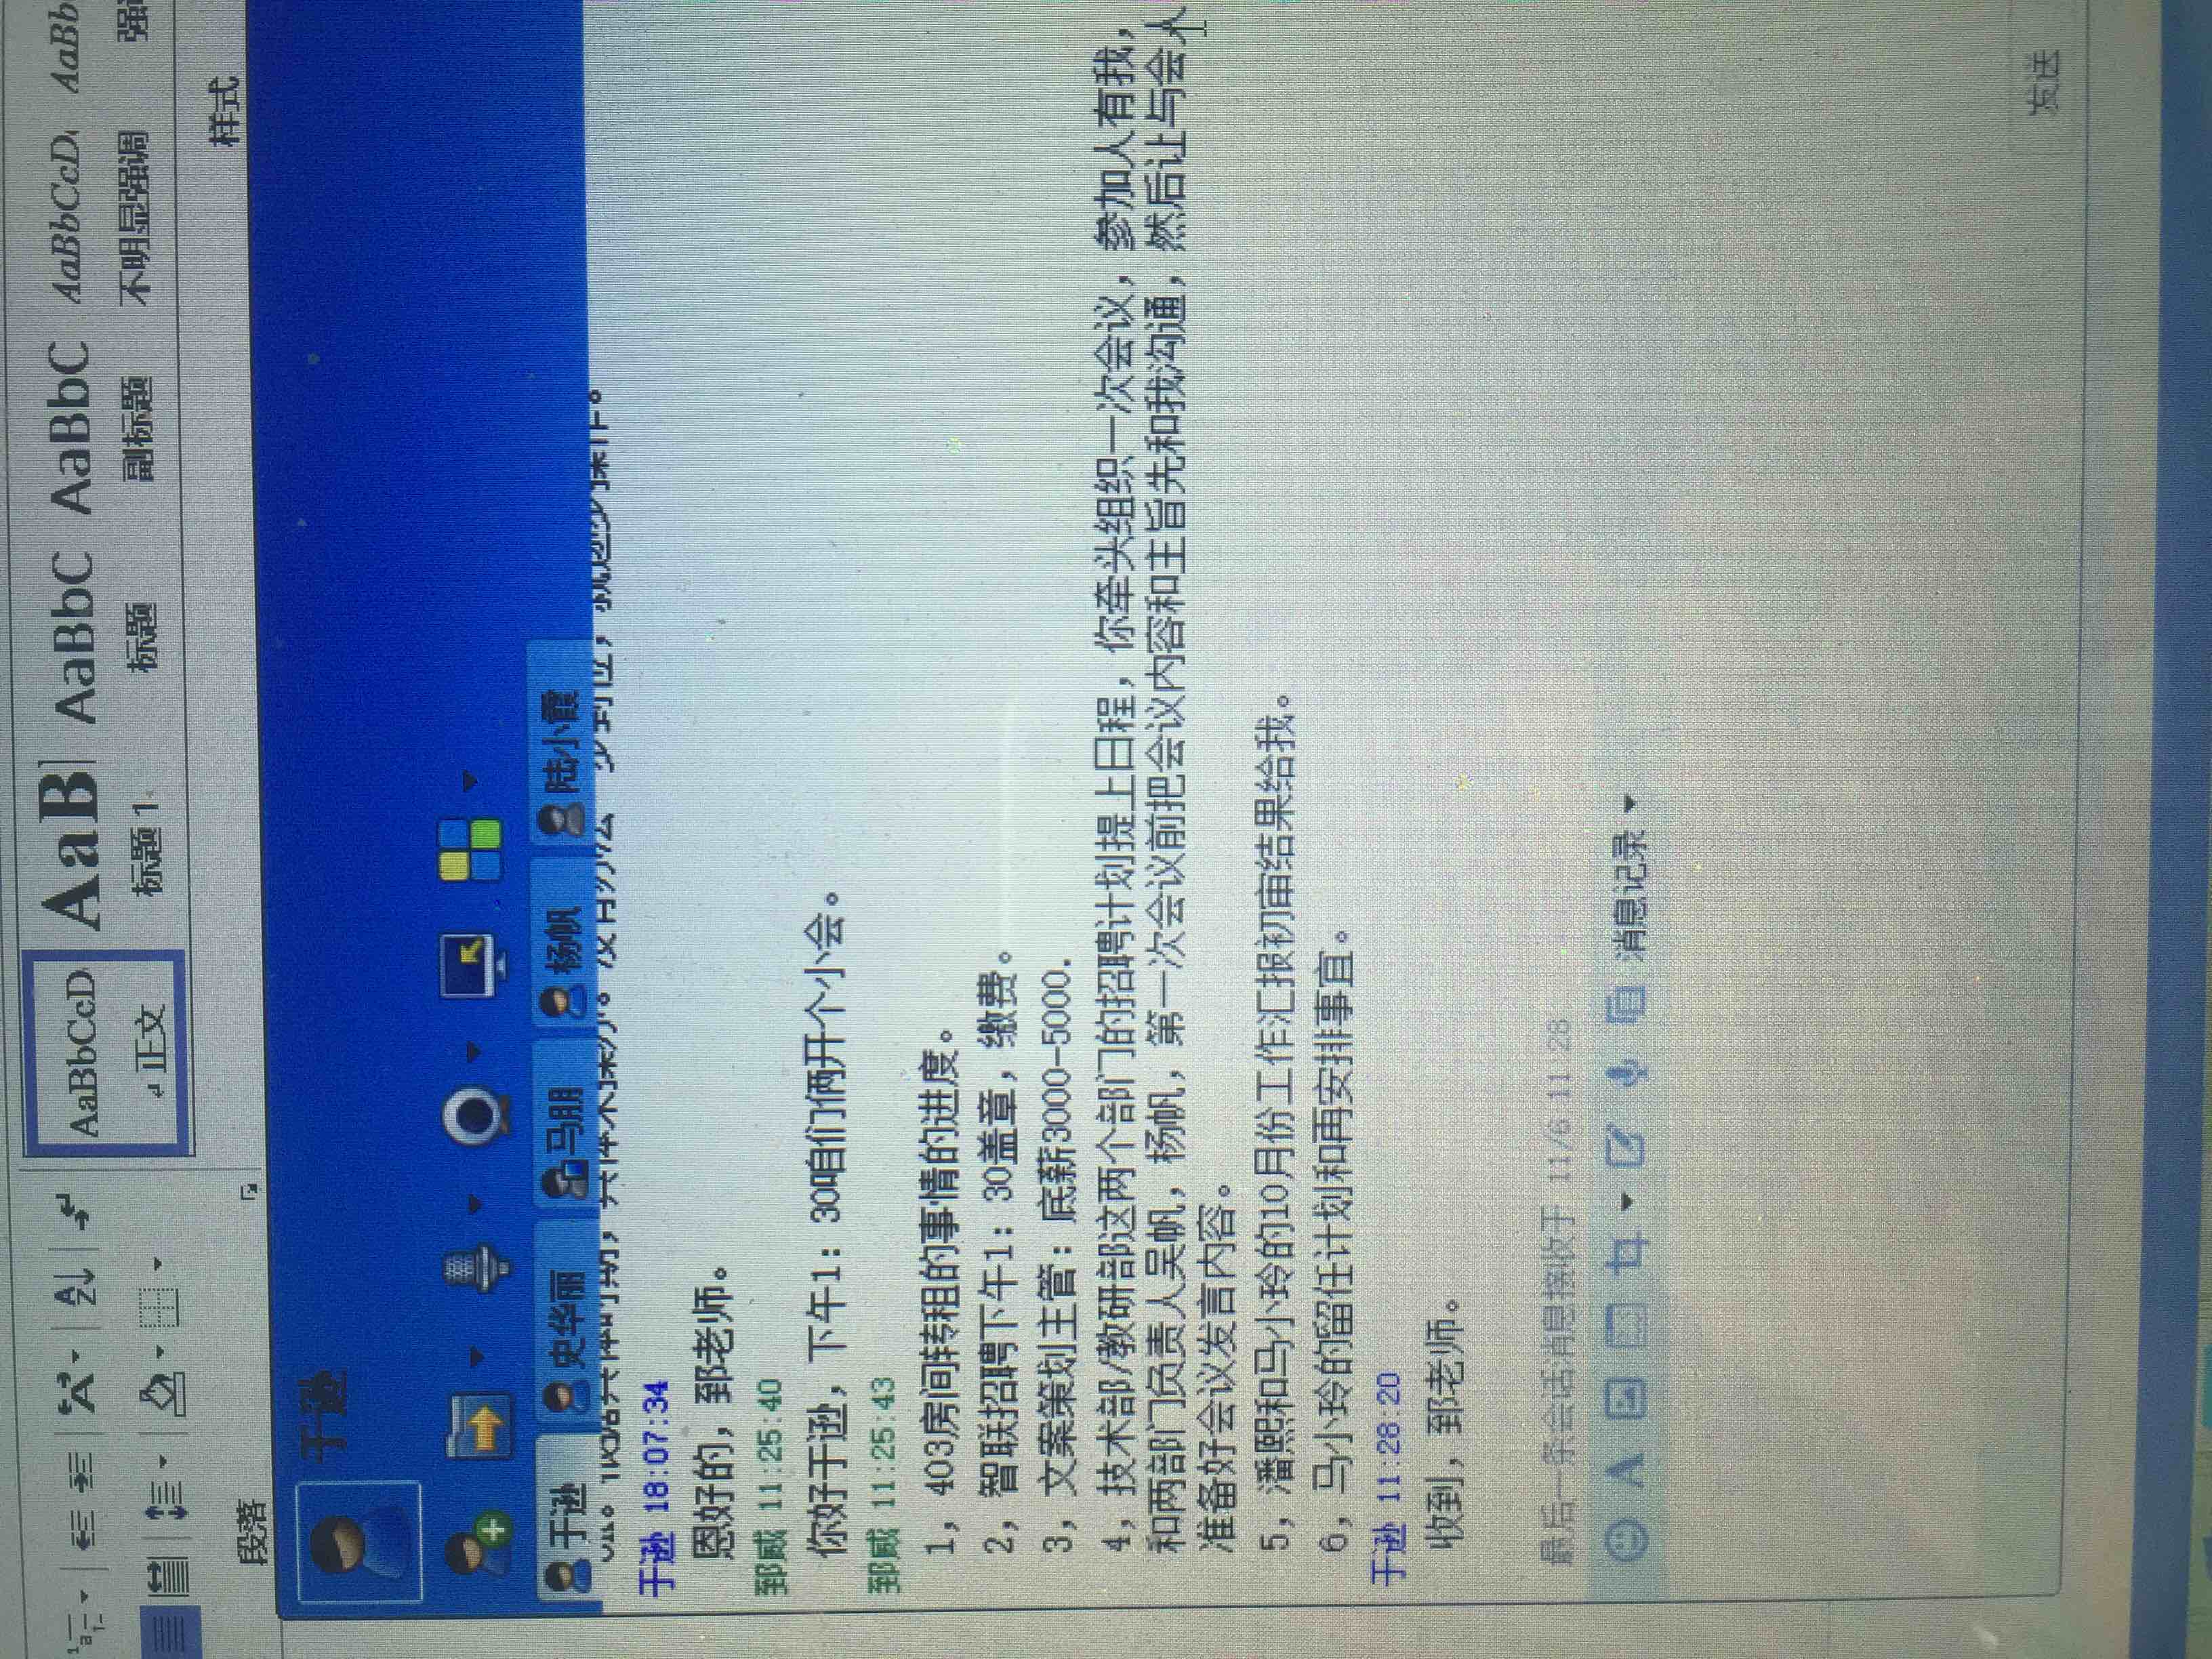 AaBbCcD AaB AaBbC AaBbC AaBbCcD AaBb
正文 标题 1 标题 副标题 不明显强调
段落 样式
于逊
于逊 史华丽 马朋 杨帆 陆小霞
于逊 18:07:34
恩好的，郅老师。
郅威 11:25:40
你好于逊，下午1：30咱们俩开个小会。
郅威 11:25:43
1，403房间转租的事情的进度。
2，智联招聘下午1：30盖章，缴费。
3，文案策划主管：底薪3000-5000.
4，技术部/教研部这两个部门的招聘计划提上日程，你牵头组织一次会议，参加人有我，
和两部门负责人吴帆，杨帆，第一次会议前把会议内容和主旨先和我沟通，然后让与会人
准备好会议发言内容。
5，潘熙和马小玲的10月份工作汇报初审结果给我。
6，马小玲的留任计划和再安排事宜。
于逊 11:28:20
收到，郅老师。
最后一条会话消息接收于 11/6 11:28
消息记录
发送